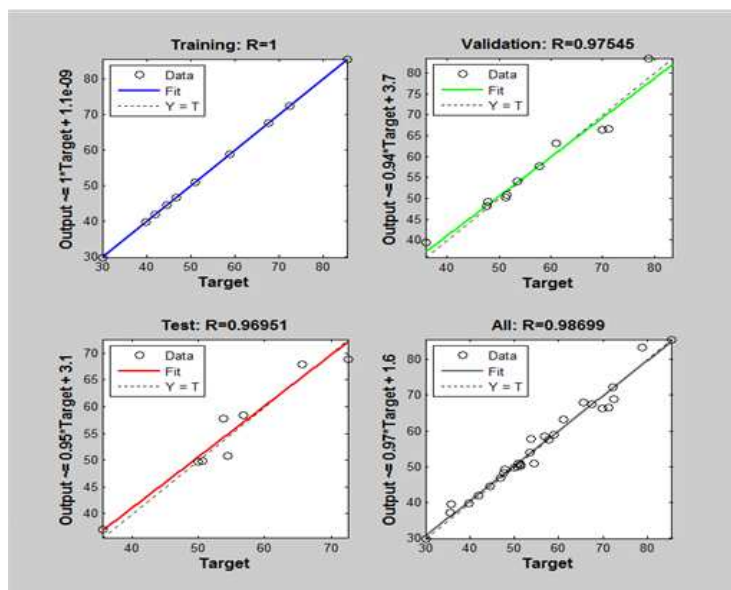 Training: R=1
Output ~= 1*Target + 1.1e-09
Data
Fit
Y = T
80
70
60
50
40
30
30 40 50 60 70 80
Target
Validation: R=0.97545
Output ~= 0.94*Target + 3.7
Data
Fit
Y = T
80
75
70
65
60
55
50
45
40
40 50 60 70 80
Target
Test: R=0.96951
Output ~= 0.95*Target + 3.1
Data
Fit
Y = T
70
65
60
55
50
45
40
40 50 60 70
Target
All: R=0.98699
Output ~= 0.97*Target + 1.6
Data
Fit
Y = T
80
70
60
50
40
30
30 40 50 60 70 80
Target